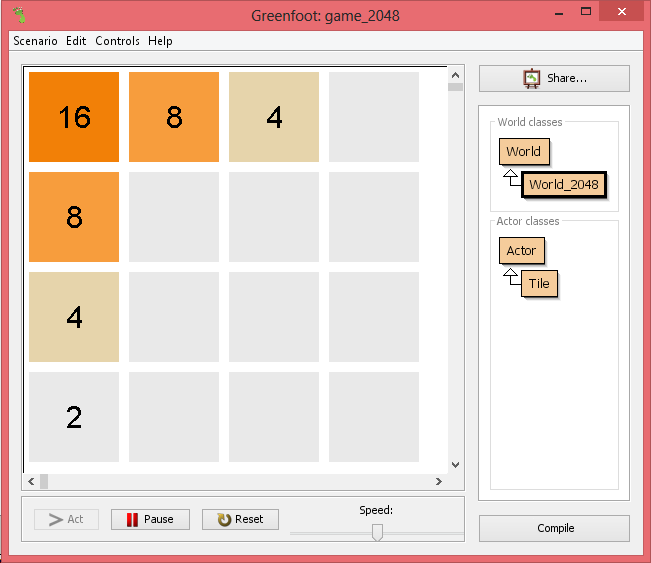 Greenfoot: game_2048
Scenario Edit Controls Help
16 8 4
8
4
2
Share...
World classes
World
World_2048
Actor classes
Actor
Tile
Act
Pause
Reset
Speed:
Compile